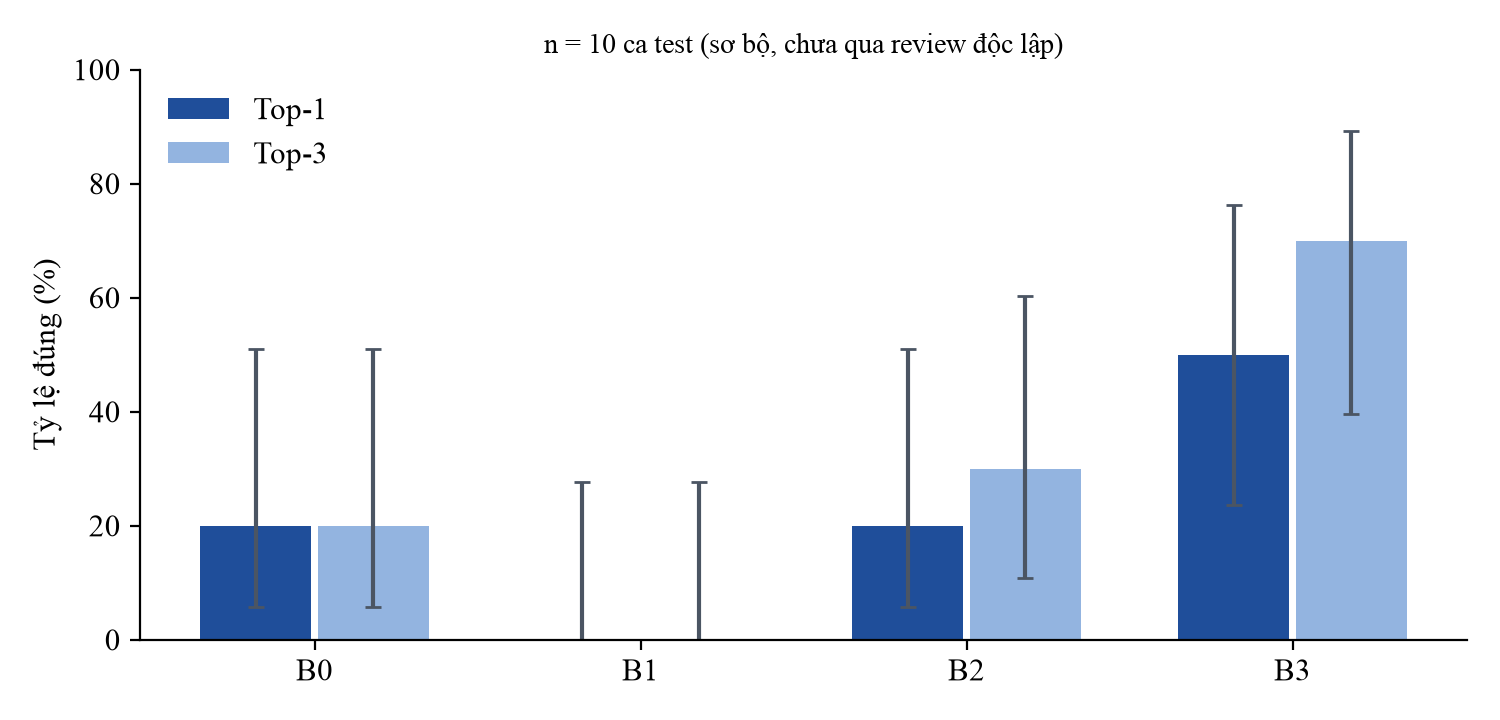 n = 10 ca test (sơ bộ, chưa qua review độc lập)
Top-1
Top-3
Tỷ lệ đúng (%)
100
80
60
40
20
0
B0 B1 B2 B3